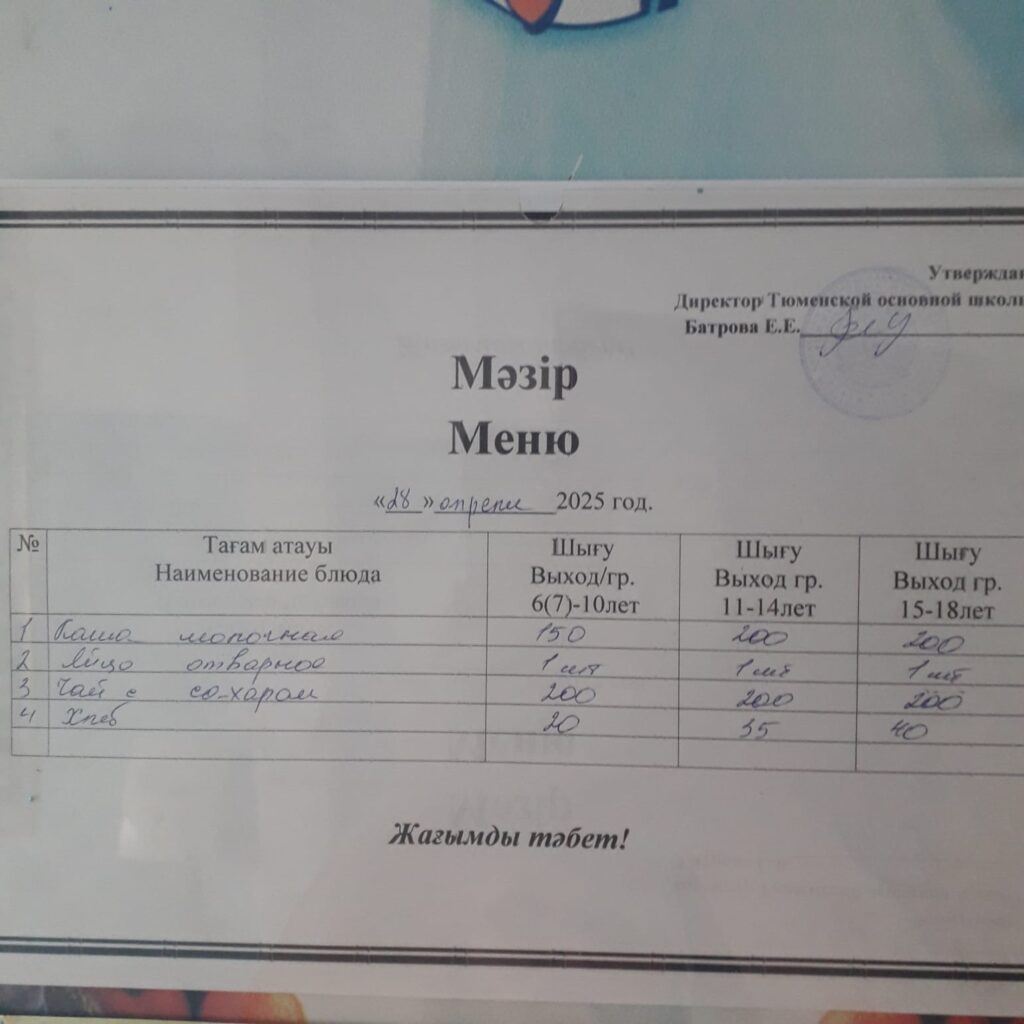 Утверждаю
Директор Тюменской основной школы
Батрова Е.Е.
Мәзір
Меню
«28» апреля 2025 год.
№ Тағам атауы Наименование блюда Шығу Выход/гр. 6(7)-10лет Шығу Выход гр. 11-14лет Шығу Выход гр. 15-18лет
1 Каша молочная 150 200 200
2 Яйцо отварное 1 шт 1 шт 1 шт
3 Чай с сахаром 200 200 200
4 Хлеб 20 35 40
Жағымды тәбет!